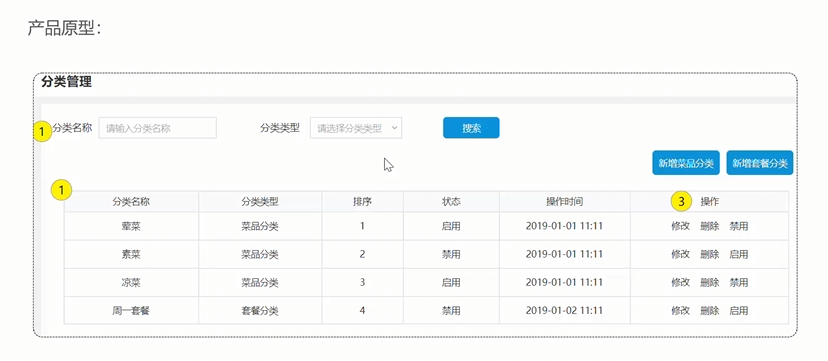 产品原型：
分类管理
1 分类名称 请输入分类名称 分类类型 请选择分类类型 搜索
新增菜品分类 新增套餐分类
1 分类名称 分类类型 排序 状态 操作时间 3 操作
荤菜 菜品分类 1 启用 2019-01-01 11:11 修改 删除 禁用
素菜 菜品分类 2 禁用 2019-01-01 11:11 修改 删除 启用
凉菜 菜品分类 3 启用 2019-01-01 11:11 修改 删除 禁用
周一套餐 套餐分类 4 禁用 2019-01-02 11:11 修改 删除 启用